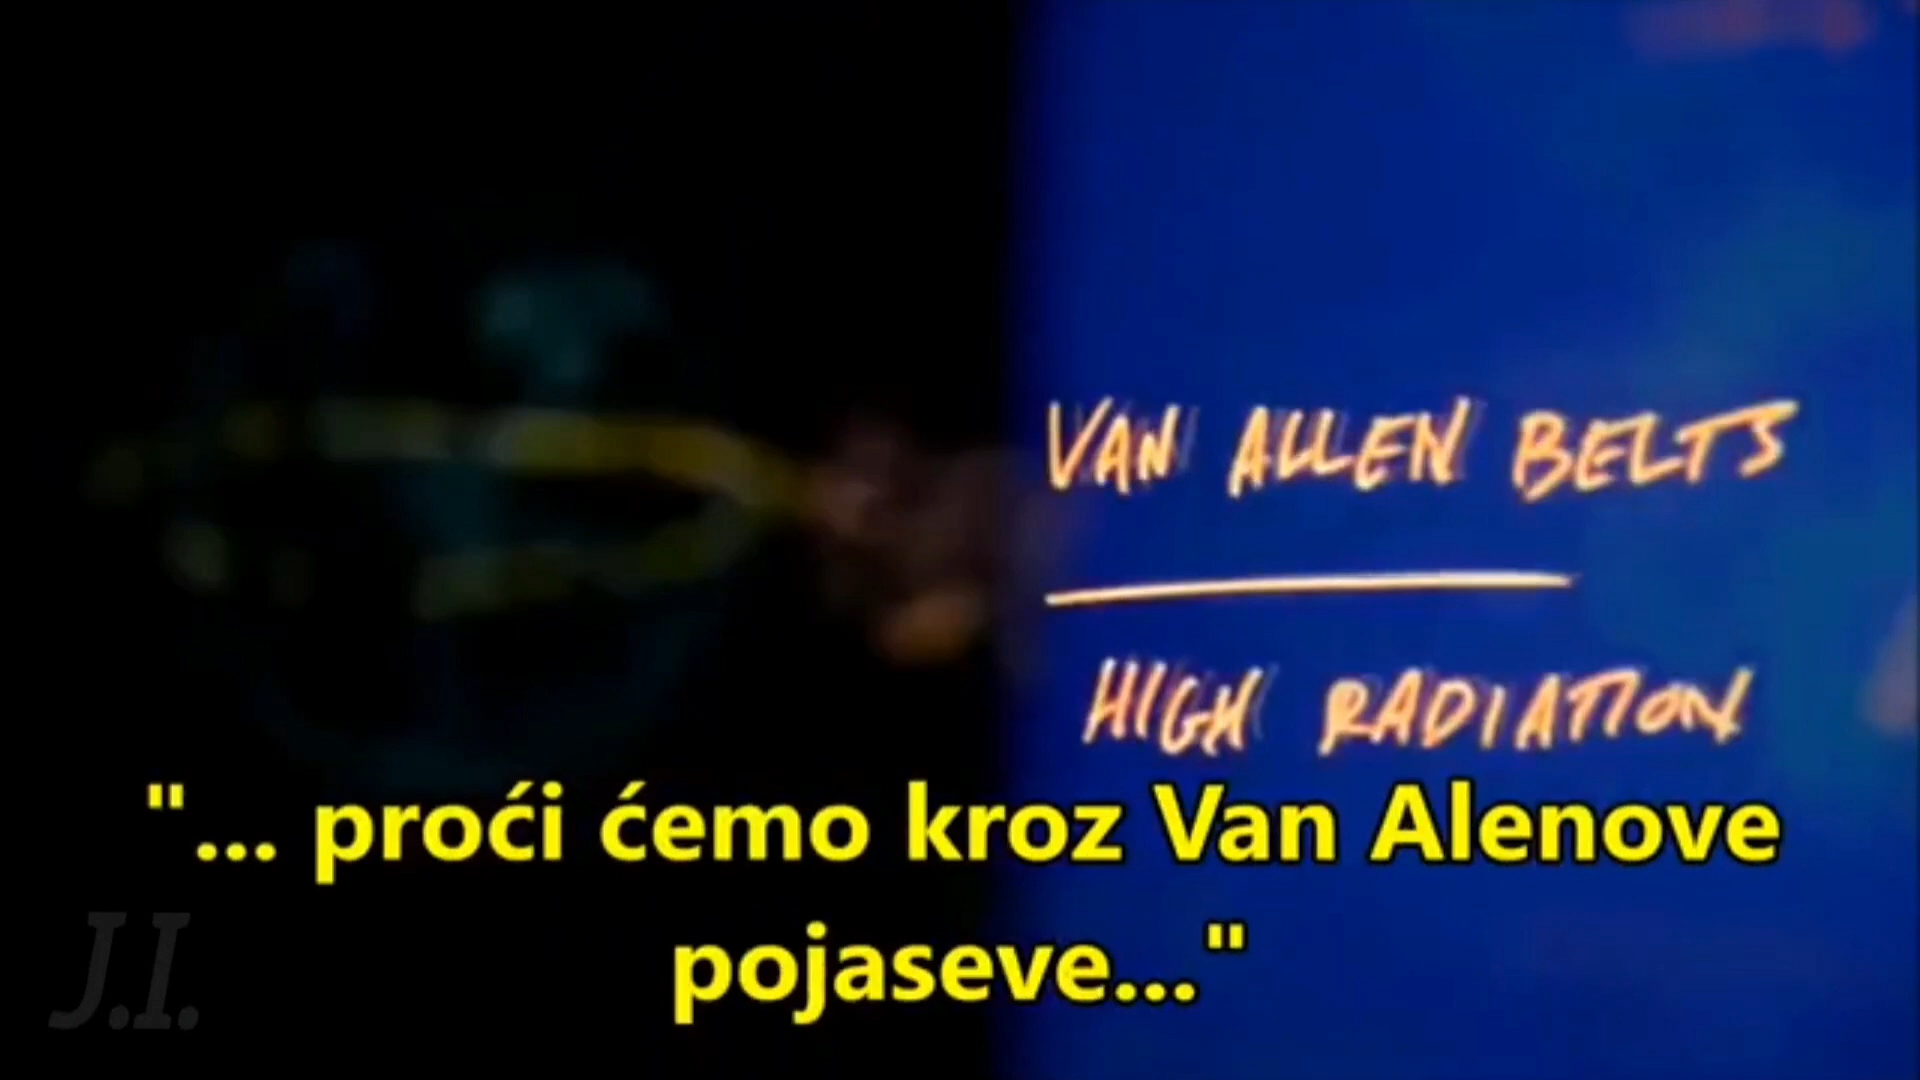 VAN ALLEN BELTS
HIGH RADIATION
"... proći ćemo kroz Van Alenove
pojaseve..."
J.I.